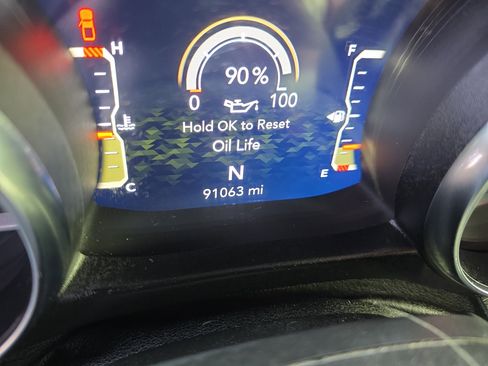 H
F
90%
0
100
Hold OK to Reset
Oil Life
N
C
E
91063 mi